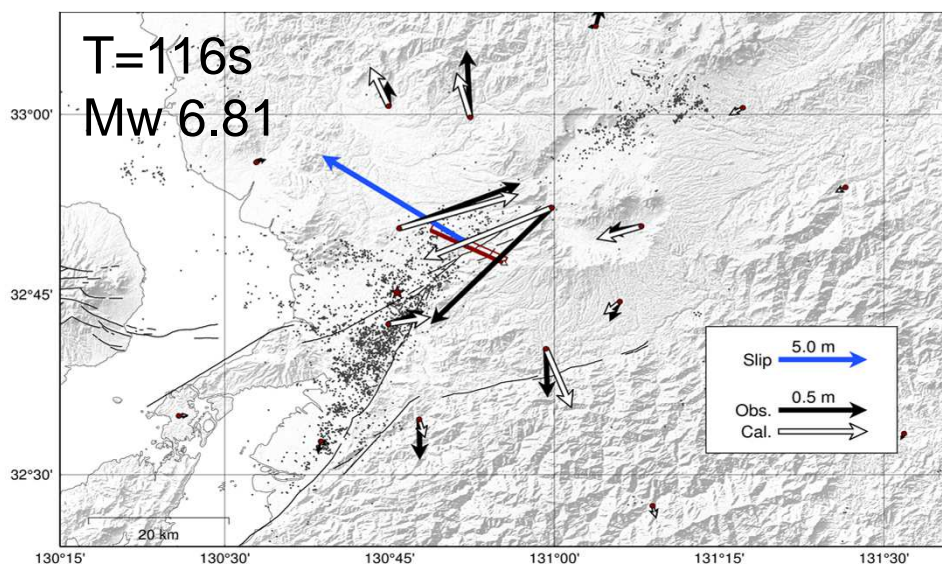 T=116s
Mw 6.81
33°00'
32°45'
32°30'
5.0 m
Slip
0.5 m
Obs.
Cal.
20 km
130°15' 130°30' 130°45' 131°00' 131°15' 131°30'